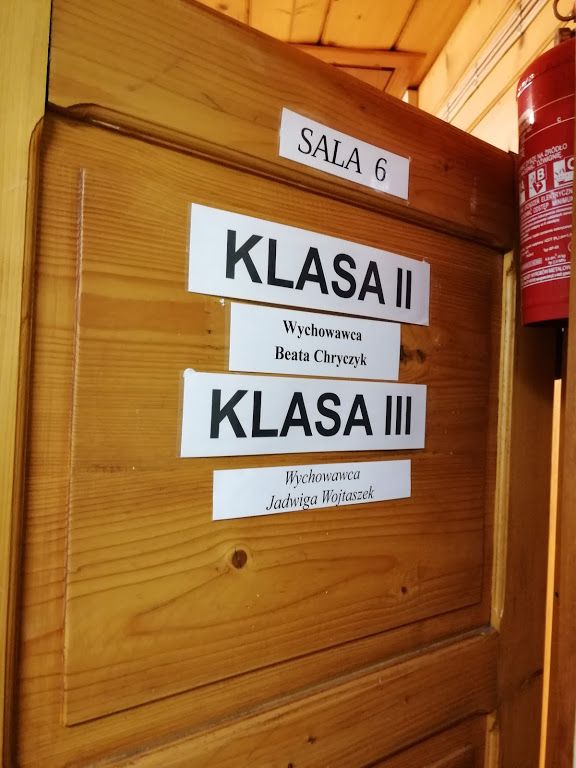 SALA 6
KLASA II
Wychowawca
Beata Chryczyk
KLASA III
Wychowawca
Jadwiga Wojtaszek
A B C